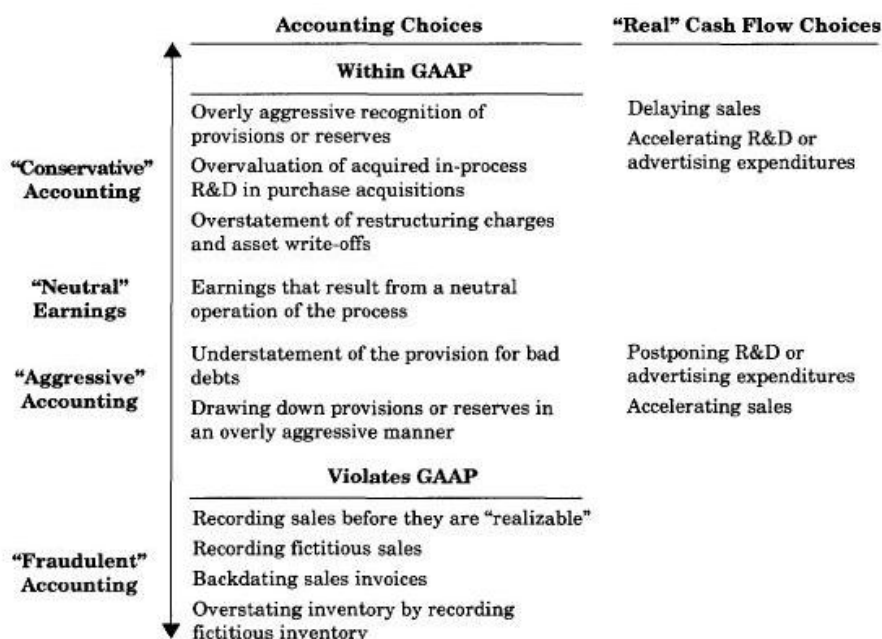 Accounting Choices
"Real" Cash Flow Choices
Within GAAP
"Conservative"
Accounting
Overly aggressive recognition of
provisions or reserves
Overvaluation of acquired in-process
R&D in purchase acquisitions
Overstatement of restructuring charges
and asset write-offs
Delaying sales
Accelerating R&D or
advertising expenditures
"Neutral"
Earnings
Earnings that result from a neutral
operation of the process
"Aggressive"
Accounting
Understatement of the provision for bad
debts
Drawing down provisions or reserves in
an overly aggressive manner
Postponing R&D or
advertising expenditures
Accelerating sales
Violates GAAP
"Fraudulent"
Accounting
Recording sales before they are "realizable"
Recording fictitious sales
Backdating sales invoices
Overstating inventory by recording
fictitious inventory